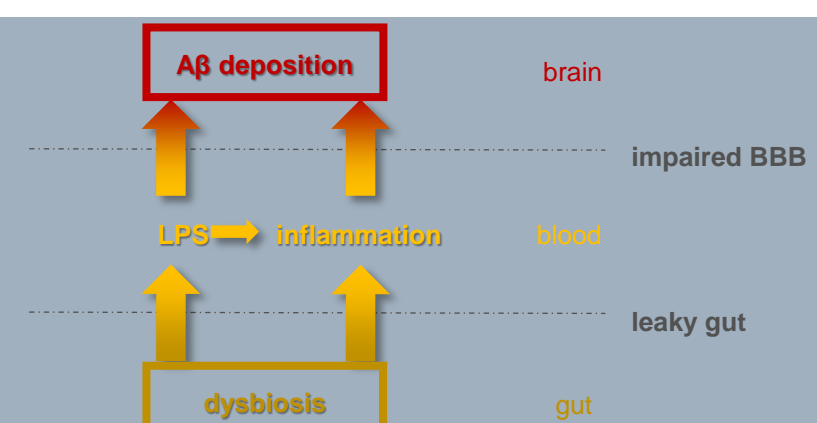 Aβ deposition
brain
impaired BBB
LPS inflammation
blood
leaky gut
dysbiosis
gut